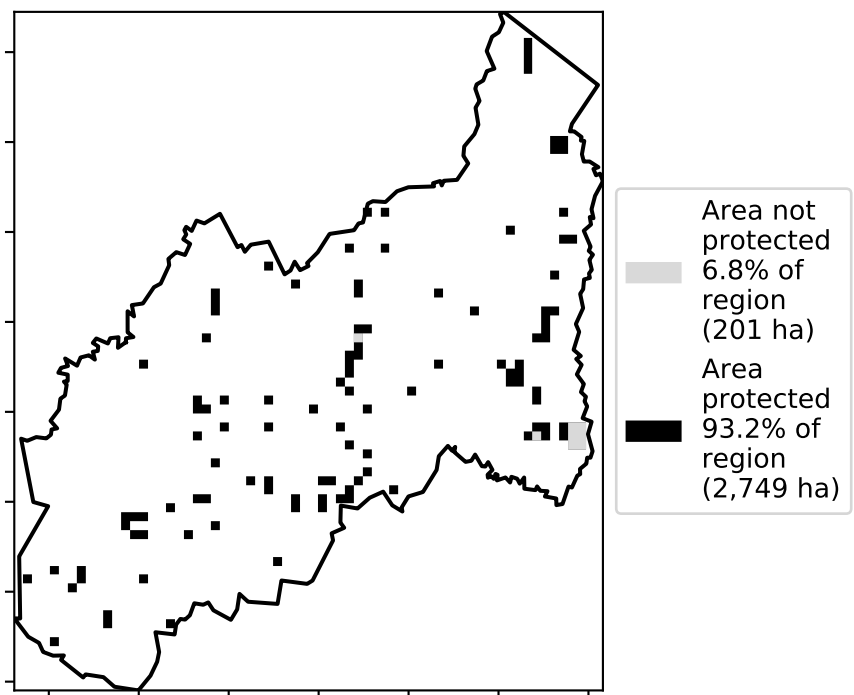 Area not
protected
6.8% of
region
(201 ha)
Area
protected
93.2% of
region
(2,749 ha)